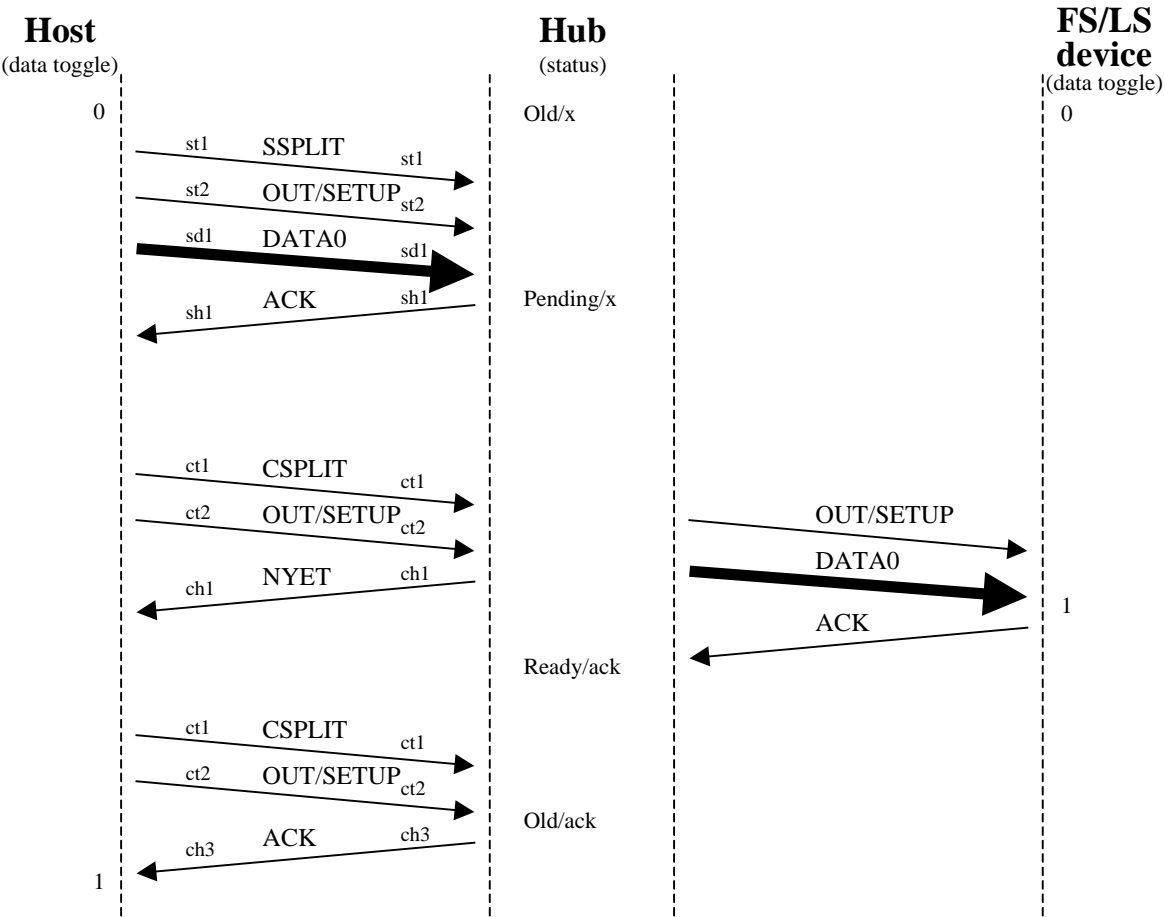 Host
(data toggle)
Hub
(status)
FS/LS
device
(data toggle)
0
Old/x
0
st1 SSPLIT st1
st2 OUT/SETUP st2
sd1 DATA0 sd1
sh1 ACK sh1
Pending/x
ct1 CSPLIT ct1
ct2 OUT/SETUP ct2
OUT/SETUP
ch1 NYET ch1
DATA0
1
ACK
Ready/ack
ct1 CSPLIT ct1
ct2 OUT/SETUP ct2
Old/ack
ch3 ACK ch3
1